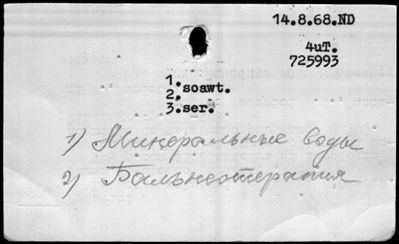 14.8.68.ND
4uT.
725993
1.
2. soawt.
3. ser.
1) Минеральные воды
2) Бальнеотерапия